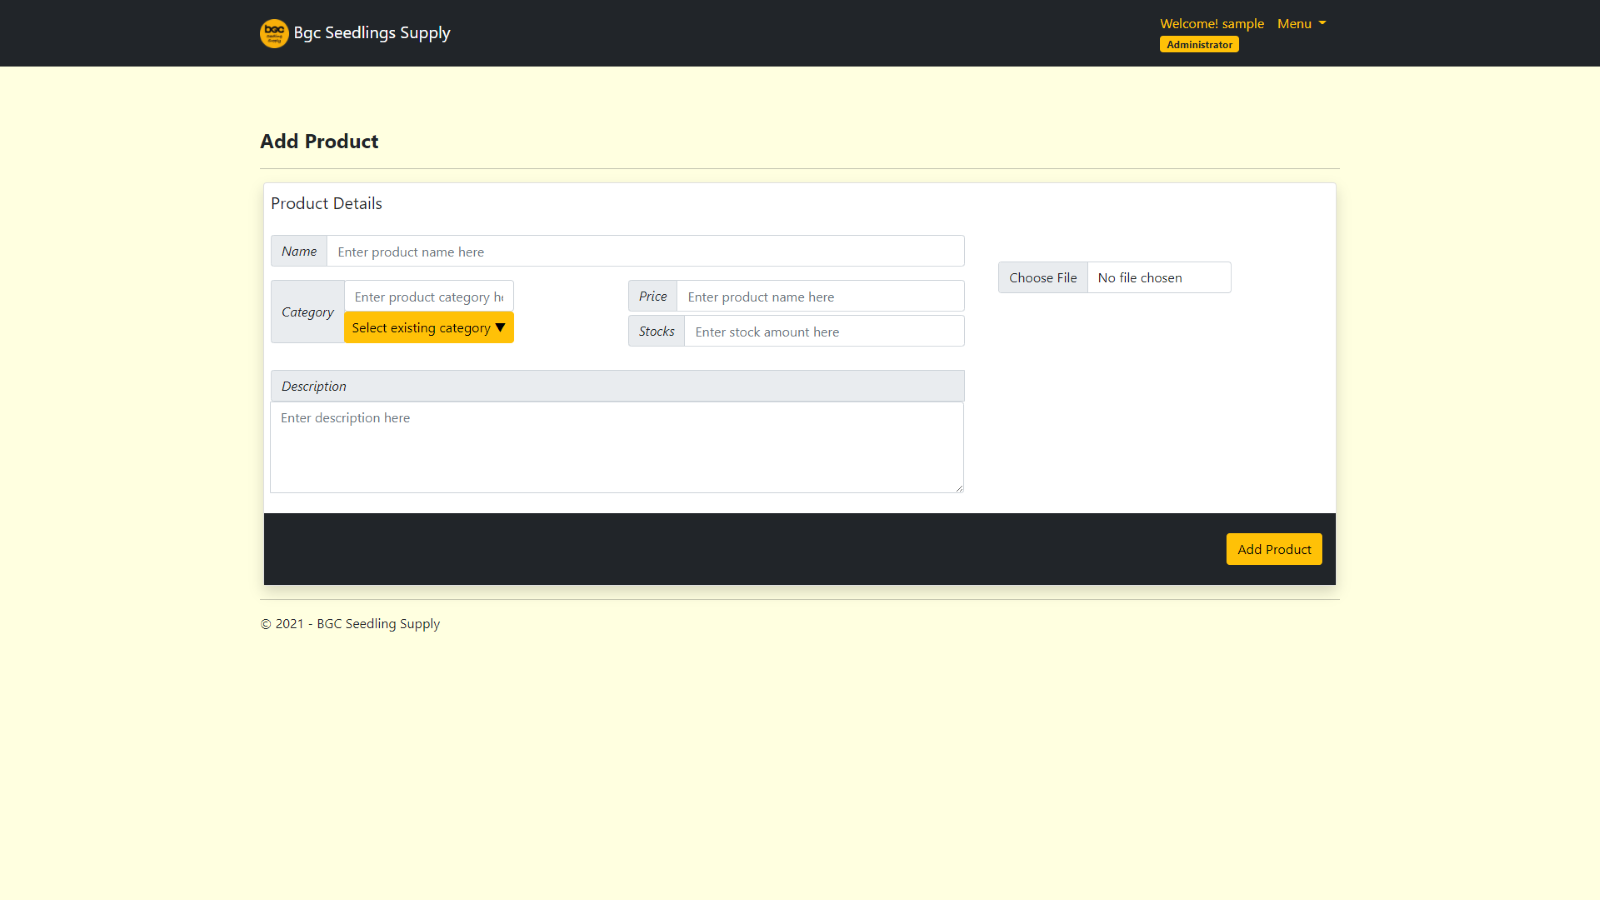 bgc
Bgc Seedlings Supply
Welcome! sample
Menu
Administrator
Add Product
Product Details
Name
Enter product name here
Choose File
No file chosen
Category
Enter product category h
Select existing category ▼
Price
Enter product name here
Stocks
Enter stock amount here
Description
Enter description here
Add Product
© 2021 - BGC Seedling Supply